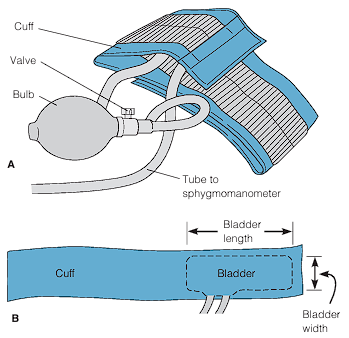 Cuff
Valve
Bulb
A
Tube to
sphygmomanometer
Bladder
length
Cuff
Bladder
B
Bladder
width